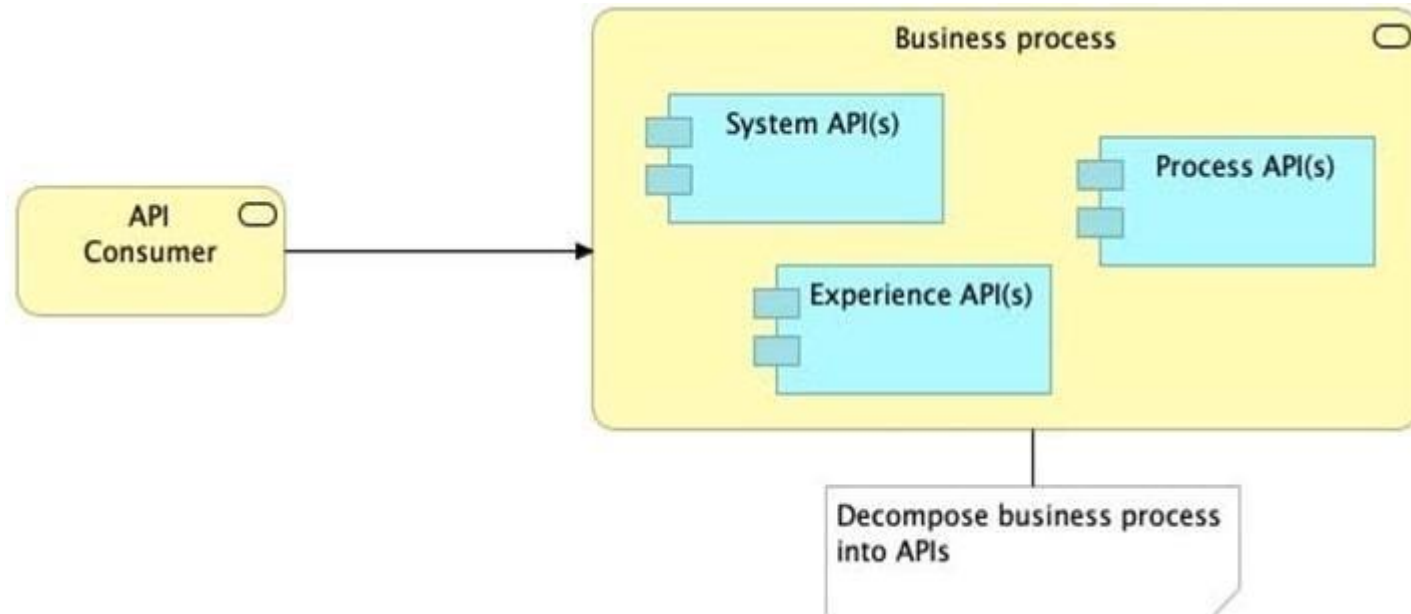 Business process
System API(s)
Process API(s)
API
Consumer
Experience API(s)
Decompose business process
into APIs